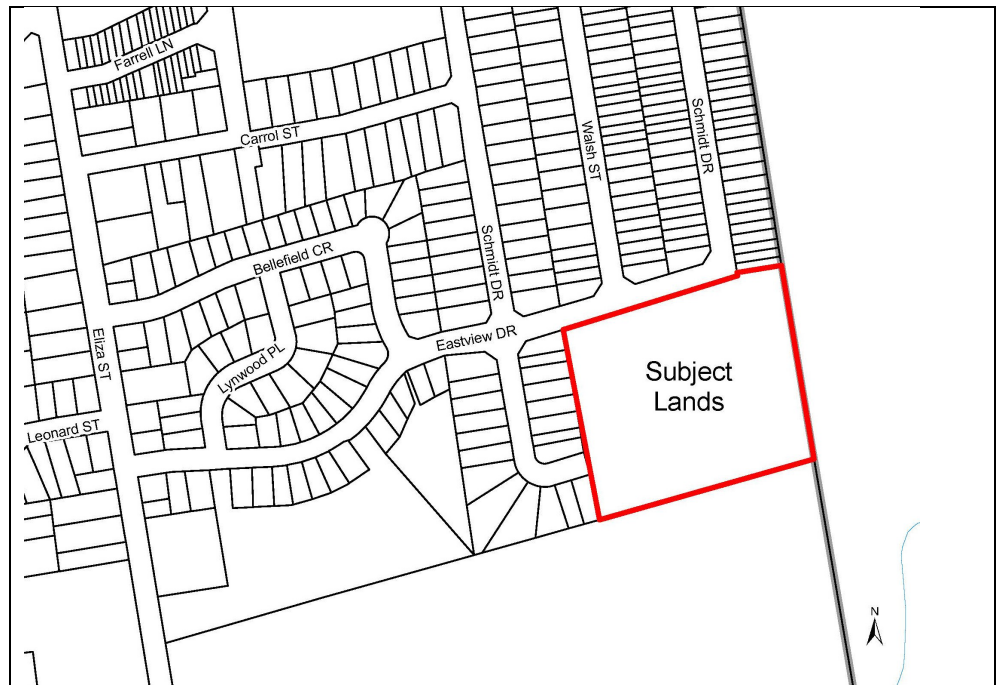 Farrell LN
Carrol ST
Schmidt DR
Walsh ST
Bellefield CR
Schmidt DR
Eliza ST
Eastview DR
Lynwood PL
Subject
Lands
Leonard ST
N